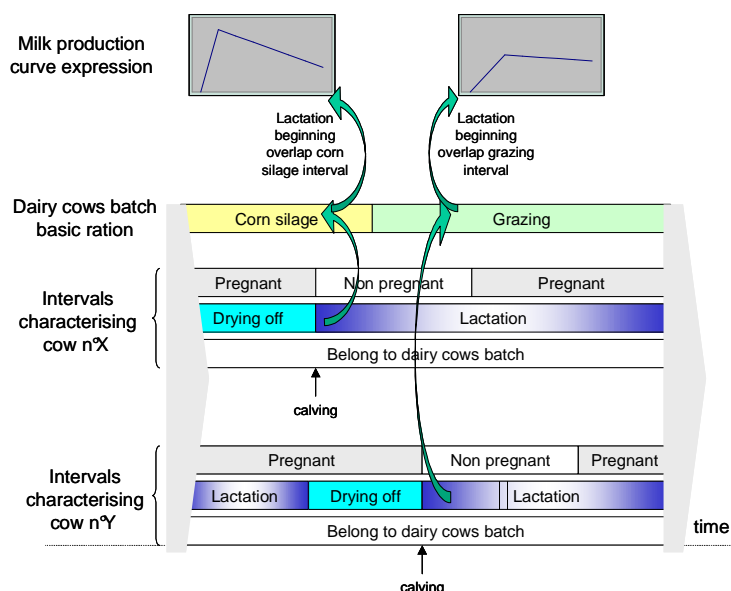 Milk production
curve expression
Lactation
beginning
overlap corn
silage interval
Lactation
beginning
overlap grazing
interval
Dairy cows batch
basic ration
Corn silage
Grazing
Intervals
characterising
cow n°X
Pregnant
Non pregnant
Pregnant
Drying off
Lactation
Belong to dairy cows batch
calving
Intervals
characterising
cow n°Y
Pregnant
Non pregnant
Pregnant
Lactation
Drying off
Lactation
Belong to dairy cows batch
time
calving